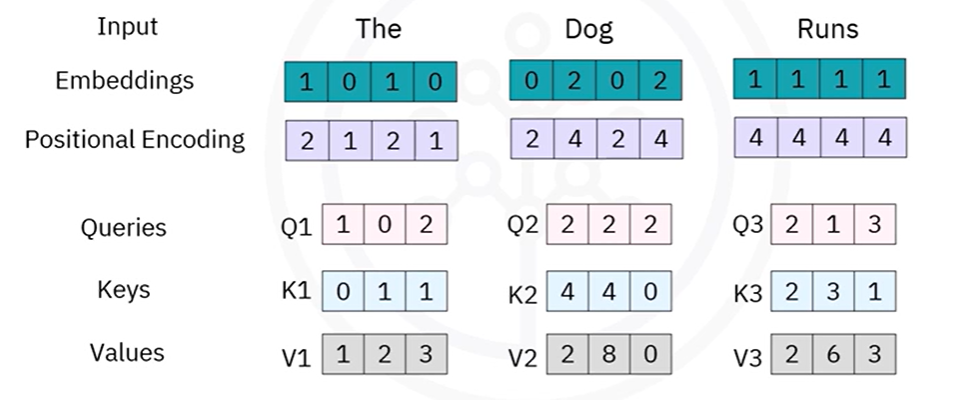 Input The Dog Runs
Embeddings 1 0 1 0 0 2 0 2 1 1 1 1
Positional Encoding 2 1 2 1 2 4 2 4 4 4 4 4
Queries Q1 1 0 2 Q2 2 2 2 Q3 2 1 3
Keys K1 0 1 1 K2 4 4 0 K3 2 3 1
Values V1 1 2 3 V2 2 8 0 V3 2 6 3